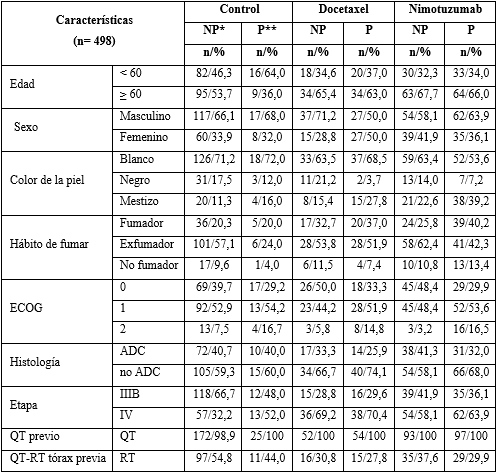 Características (n= 498) Control Docetaxel Nimotuzumab
NP* P** NP P NP P
n/% n/% n/% n/% n/% n/%
Edad < 60 82/46,3 16/64,0 18/34,6 20/37,0 30/32,3 33/34,0
≥ 60 95/53,7 9/36,0 34/65,4 34/63,0 63/67,7 64/66,0
Sexo Masculino 117/66,1 17/68,0 37/71,2 27/50,0 54/58,1 62/63,9
Femenino 60/33,9 8/32,0 15/28,8 27/50,0 39/41,9 35/36,1
Color de la piel Blanco 126/71,2 18/72,0 33/63,5 37/68,5 59/63,4 52/53,6
Negro 31/17,5 3/12,0 11/21,2 2/3,7 13/14,0 7/7,2
Mestizo 20/11,3 4/16,0 8/15,4 15/27,8 21/22,6 38/39,2
Hábito de fumar Fumador 36/20,3 5/20,0 17/32,7 20/37,0 24/25,8 39/40,2
Exfumador 101/57,1 6/24,0 28/53,8 28/51,9 58/62,4 41/42,3
No fumador 17/9,6 1/4,0 6/11,5 4/7,4 10/10,8 13/13,4
ECOG 0 69/39,7 17/29,2 26/50,0 18/33,3 45/48,4 29/29,9
1 92/52,9 13/54,2 23/44,2 28/51,9 45/48,4 52/53,6
2 13/7,5 4/16,7 3/5,8 8/14,8 3/3,2 16/16,5
Histología ADC 72/40,7 10/40,0 17/33,3 14/25,9 38/41,3 31/32,0
no ADC 105/59,3 15/60,0 34/66,7 40/74,1 54/58,1 66/68,0
Etapa IIIB 118/66,7 12/48,0 15/28,8 16/29,6 39/41,9 35/36,1
IV 57/32,2 13/52,0 36/69,2 38/70,4 54/58,1 62/63,9
QT previo QT 172/98,9 25/100 52/100 54/100 93/100 97/100
QT-RT tórax previa RT 97/54,8 11/44,0 16/30,8 15/27,8 35/37,6 29/29,9